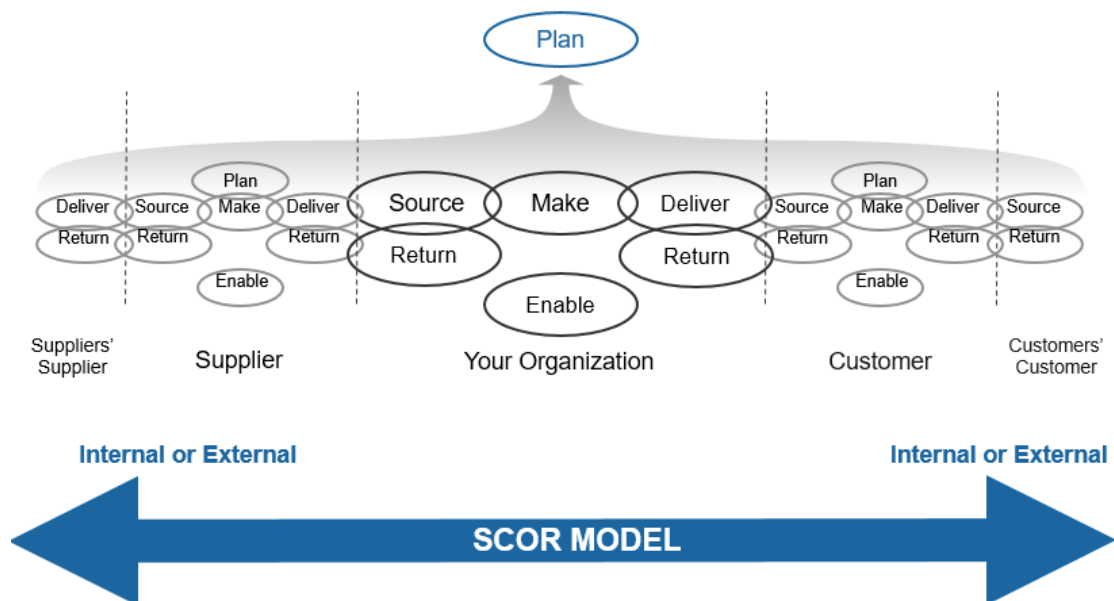 Plan
Plan
Plan
Deliver
Source
Make
Deliver
Source
Make
Deliver
Source
Make
Deliver
Source
Return
Return
Return
Return
Return
Return
Return
Return
Enable
Enable
Enable
Suppliers’
Supplier
Supplier
Your Organization
Customer
Customers’
Customer
Internal or External
Internal or External
SCOR MODEL